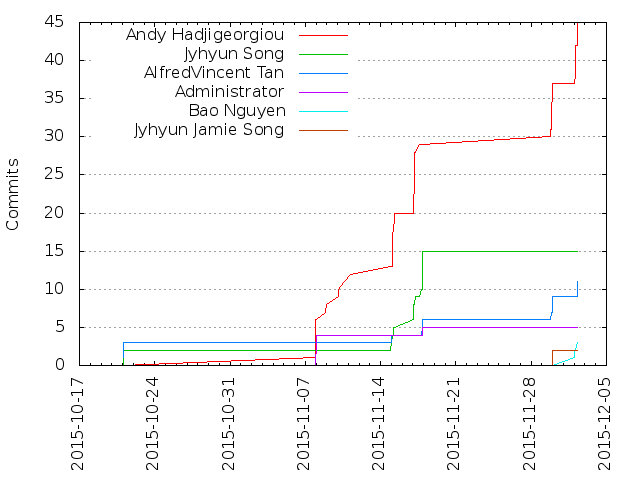 45
40
35
30
25
20
15
10
5
0
Commits
Andy Hadjigeorgiou
Jyhyun Song
AlfredVincent Tan
Administrator
Bao Nguyen
Jyhyun Jamie Song
2015-10-17
2015-10-24
2015-10-31
2015-11-07
2015-11-14
2015-11-21
2015-11-28
2015-12-05